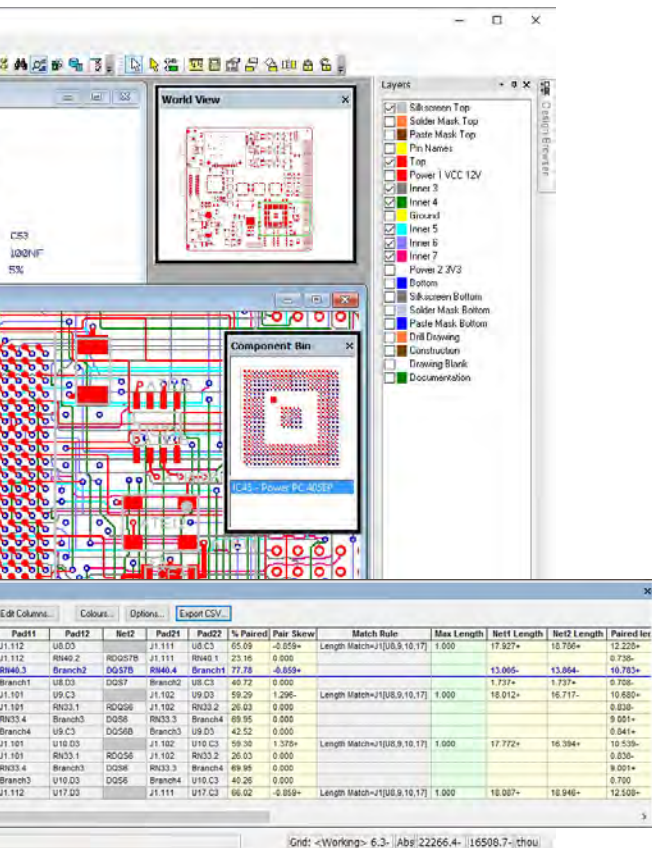 World View
Layers
Design Browser
Silkscreen Top
Solder Mask Top
Paste Mask Top
Pin Names
Top
Power 1 VCC 12V
Inner 3
Inner 4
Ground
Inner 5
Inner 6
Inner 7
Power 2 3V3
Bottom
Silkscreen Bottom
Solder Mask Bottom
Paste Mask Bottom
Drill Drawing
Construction
Drawing Blank
Documentation
C53
100NF
5%
Component Bin
IC45 - Power PC 405EP
Edit Columns... Colours... Options... Export CSV...
Pad11 Pad12 Net2 Pad21 Pad22 % Paired Pair Skew Match Rule Max Length Net1 Length Net2 Length Paired len
J1.112 U8.D3 J1.111 U8.C3 65.09 -0.859+ Length Match=J1[U8,9,10,17] 1.000 17.927+ 18.786+ 12.228+
J1.112 RN40.2 RDQS7B J1.111 RN40.1 23.16 0.000 0.738-
RN40.3 Branch2 DQS7B RN40.4 Branch1 77.78 -0.859+ 13.005- 13.864- 10.783+
Branch1 U8.D3 DQS7 Branch2 U8.C3 40.72 0.000 1.737+ 1.737+ 0.708-
J1.101 U9.C3 J1.102 U9.D3 59.29 1.296- Length Match=J1[U8,9,10,17] 1.000 18.012+ 16.717- 10.680+
J1.101 RN33.1 RDQS6 J1.102 RN33.2 26.03 0.000 0.838-
RN33.4 Branch3 DQS6 RN33.3 Branch4 69.95 0.000 9.001+
Branch4 U9.C3 DQS6B Branch3 U9.D3 42.52 0.000 0.841+
J1.101 U10.D3 J1.102 U10.C3 59.30 1.378+ Length Match=J1[U8,9,10,17] 1.000 17.772+ 16.394+ 10.539-
J1.101 RN33.1 RDQS6 J1.102 RN33.2 26.03 0.000 0.838-
RN33.4 Branch3 DQS6 RN33.3 Branch4 69.95 0.000 9.001+
Branch3 U10.D3 DQS6 Branch4 U10.C3 40.26 0.000 0.700
J1.112 U17.D3 J1.111 U17.C3 66.02 -0.859+ Length Match=J1[U8,9,10,17] 1.000 18.087+ 18.946+ 12.508+
Grid: <Working> 6.3- Abs 22266.4- 16508.7- thou